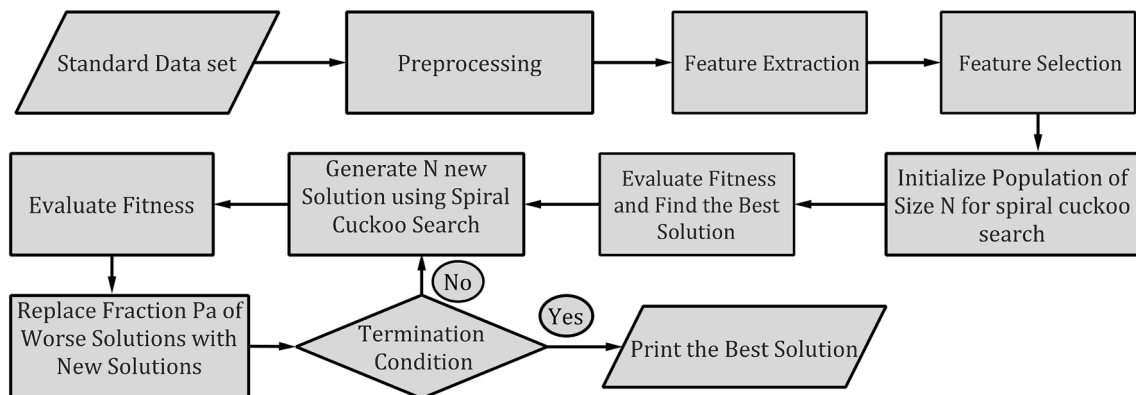 Standard Data set
Preprocessing
Feature Extraction
Feature Selection
Initialize Population of
Size N for spiral cuckoo
search
Evaluate Fitness
and Find the Best
Solution
Generate N new
Solution using Spiral
Cuckoo Search
Evaluate Fitness
Replace Fraction Pa of
Worse Solutions with
New Solutions
Termination
Condition
No
Yes
Print the Best Solution